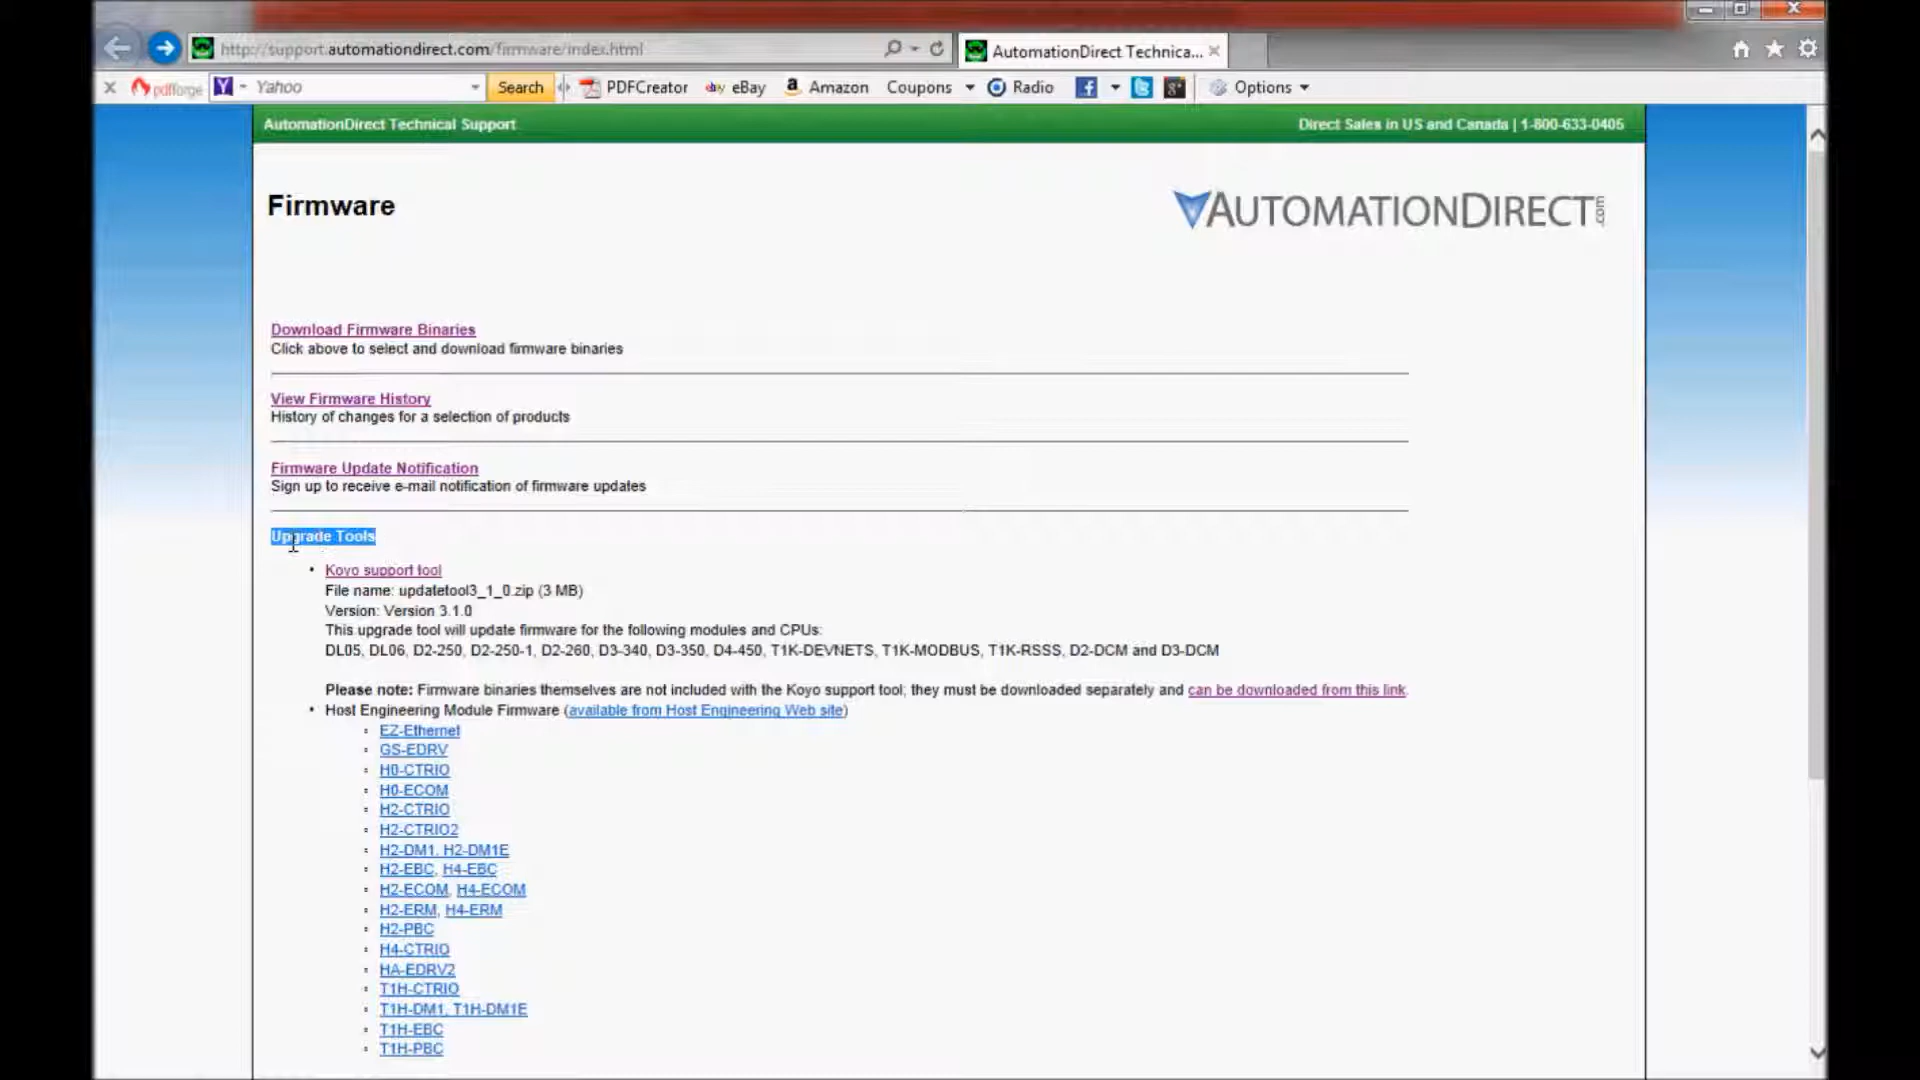 http://support.automationdirect.com/firmware/index.html
AutomationDirect Technica...
pdfforge
Yahoo
Search
PDFCreator
eBay
Amazon
Coupons
Radio
Options
AutomationDirect Technical Support
Direct Sales in US and Canada | 1-800-633-0405
Firmware
AUTOMATIONDIRECT.com
Download Firmware Binaries
Click above to select and download firmware binaries
View Firmware History
History of changes for a selection of products
Firmware Update Notification
Sign up to receive e-mail notification of firmware updates
Upgrade Tools
• Koyo support tool
File name: updatetool3_1_0.zip (3 MB)
Version: Version 3.1.0
This upgrade tool will update firmware for the following modules and CPUs:
DL05, DL06, D2-250, D2-250-1, D2-260, D3-340, D3-350, D4-450, T1K-DEVNETS, T1K-MODBUS, T1K-RSSS, D2-DCM and D3-DCM
Please note: Firmware binaries themselves are not included with the Koyo support tool; they must be downloaded separately and can be downloaded from this link.
• Host Engineering Module Firmware (available from Host Engineering Web site)
EZ-Ethernet
GS-EDRV
H0-CTRIO
H0-ECOM
H2-CTRIO
H2-CTRIO2
H2-DM1, H2-DM1E
H2-EBC, H4-EBC
H2-ECOM, H4-ECOM
H2-ERM, H4-ERM
H2-PBC
H4-CTRIO
HA-EDRV2
T1H-CTRIO
T1H-DM1, T1H-DM1E
T1H-EBC
T1H-PBC